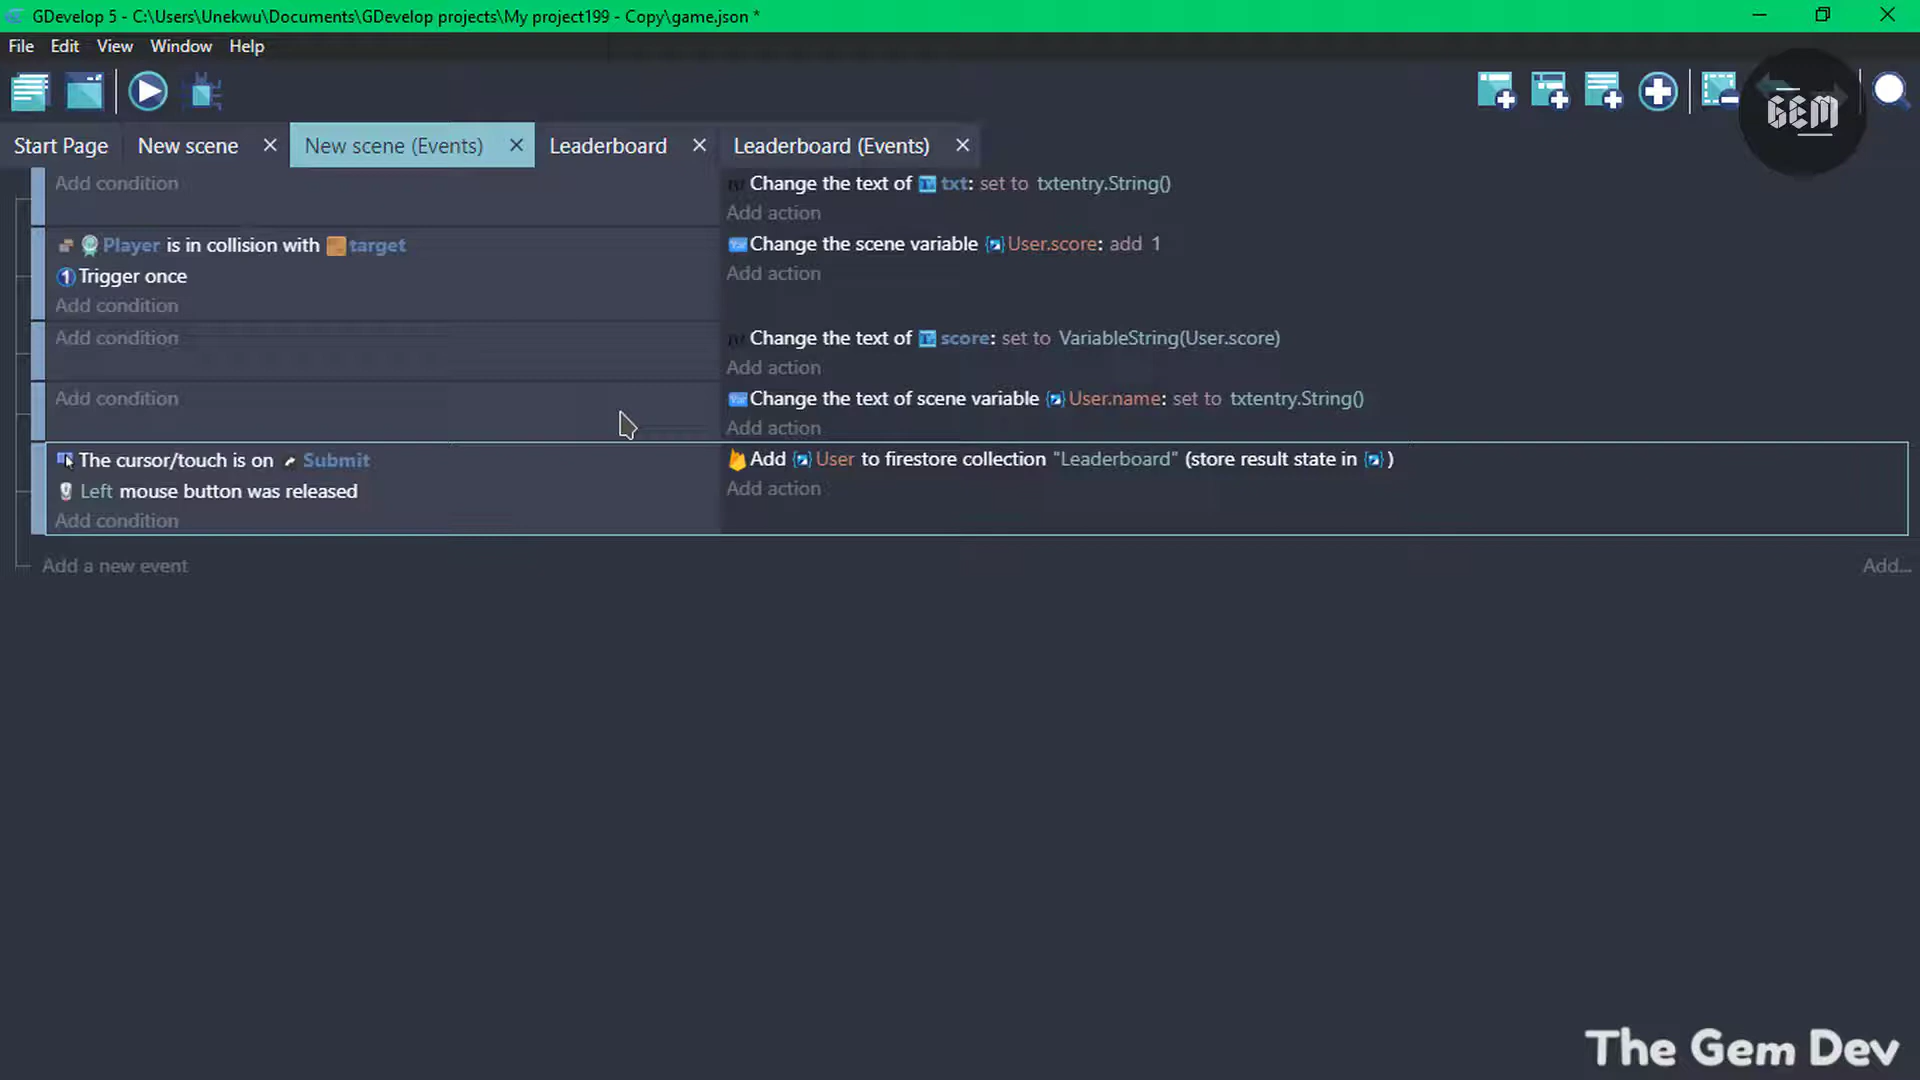 GDevelop 5 - C:\Users\Unekwu\Documents\GDevelop projects\My project199 - Copy\game.json *
File Edit View Window Help
GEM
Start Page New scene × New scene (Events) × Leaderboard × Leaderboard (Events) ×
Add condition
Change the text of txt: set to txtentry.String()
Add action
Player is in collision with target
Trigger once
Add condition
Change the scene variable User.score: add 1
Add action
Add condition
Change the text of score: set to VariableString(User.score)
Add action
Add condition
Change the text of scene variable User.name: set to txtentry.String()
Add action
The cursor/touch is on Submit
Left mouse button was released
Add condition
Add User to firestore collection "Leaderboard" (store result state in )
Add action
Add a new event
Add...
The Gem Dev